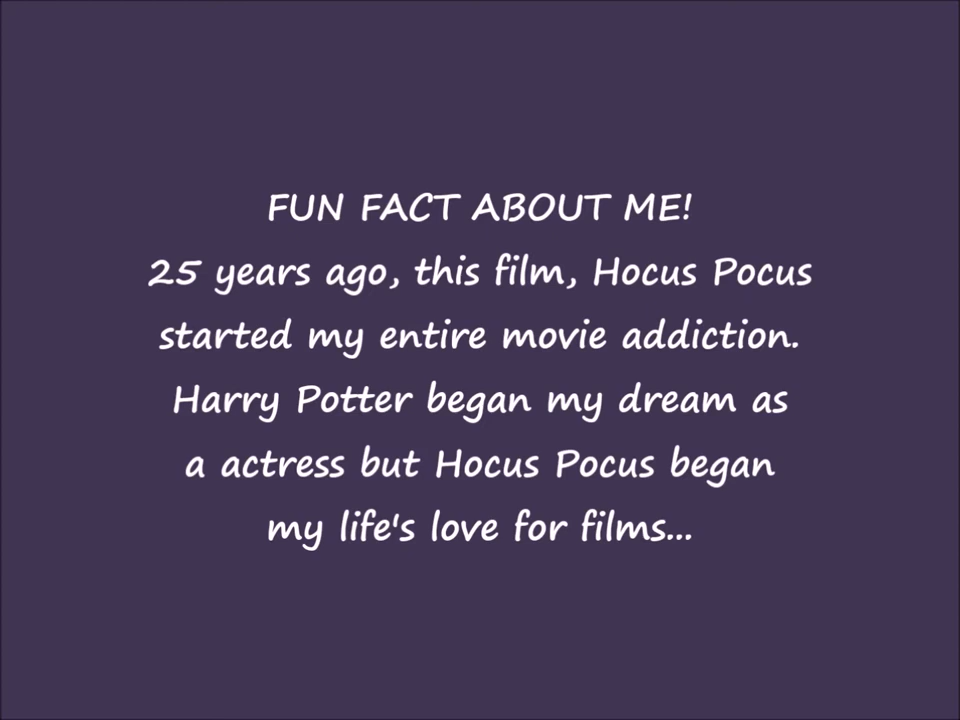 FUN FACT ABOUT ME!
25 years ago, this film, Hocus Pocus
started my entire movie addiction.
Harry Potter began my dream as
a actress but Hocus Pocus began
my life's love for films...